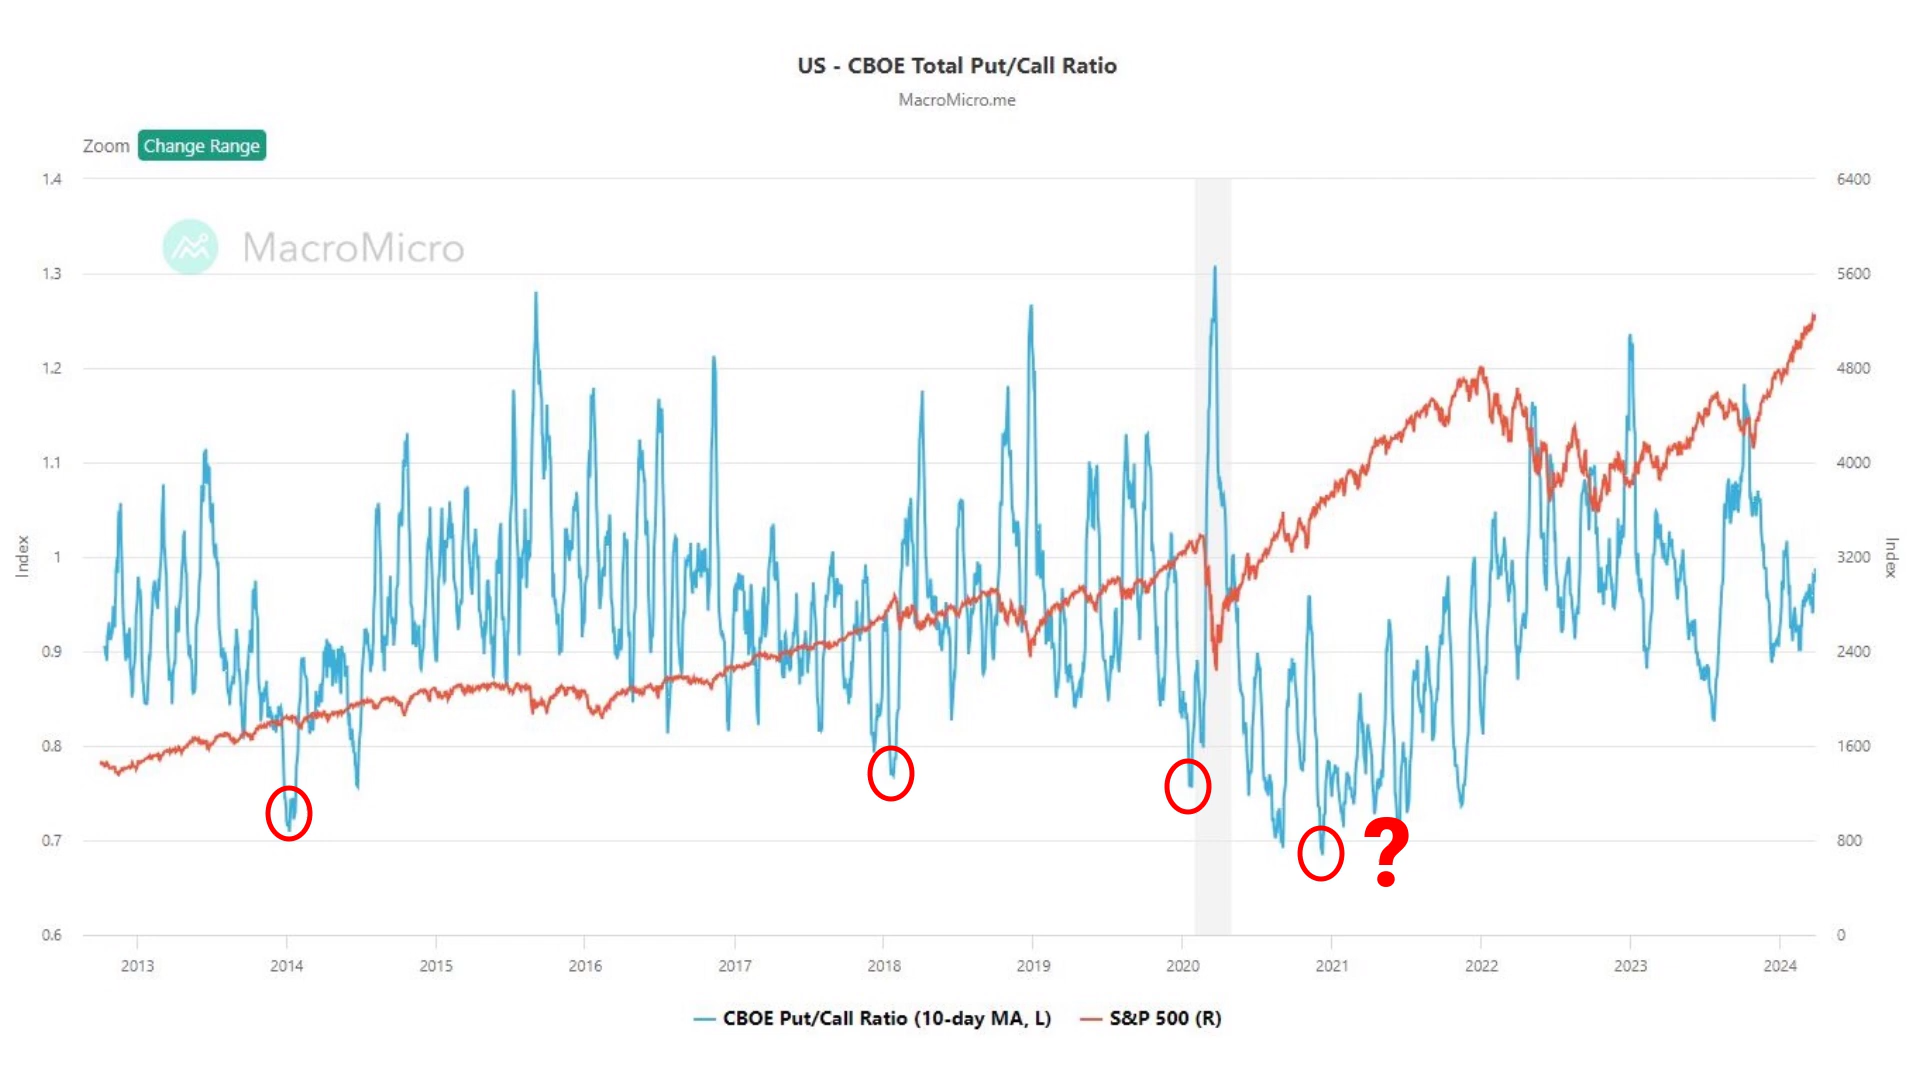 US - CBOE Total Put/Call Ratio
MacroMicro.me
Zoom Change Range
MacroMicro
1.4
1.3
1.2
1.1
1
0.9
0.8
0.7
0.6
Index
6400
5600
4800
4000
3200
2400
1600
800
0
Index
?
2013 2014 2015 2016 2017 2018 2019 2020 2021 2022 2023 2024
CBOE Put/Call Ratio (10-day MA, L) S&P 500 (R)